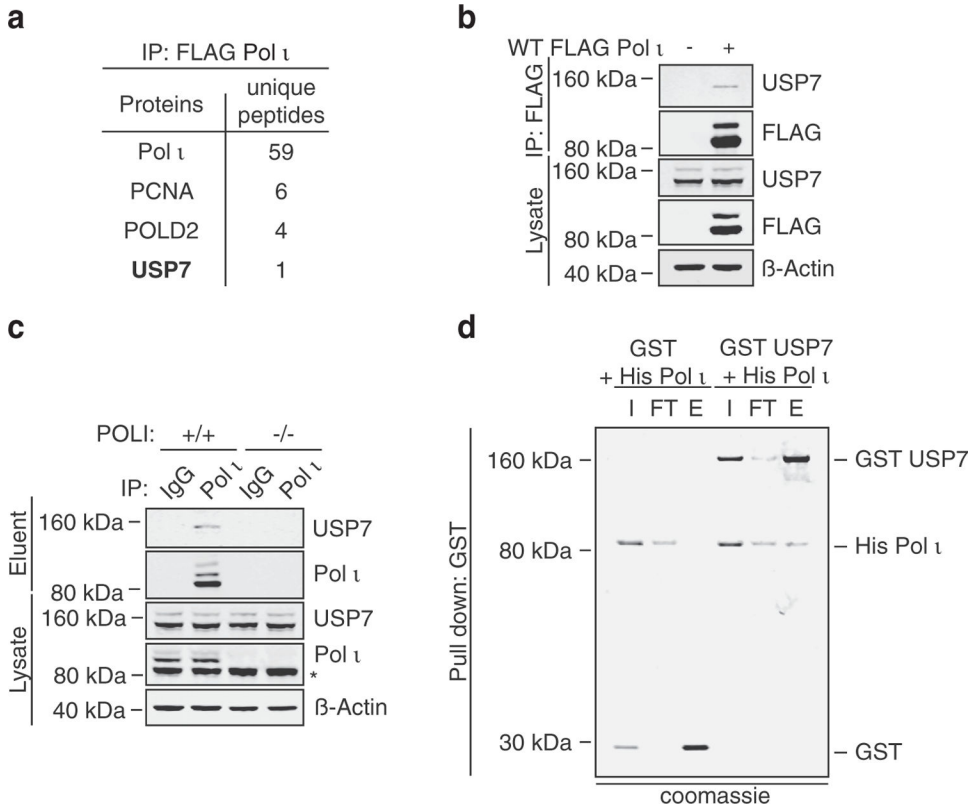 a
IP: FLAG Pol ι
Proteins unique peptides
Pol ι 59
PCNA 6
POLD2 4
USP7 1
b
WT FLAG Pol ι - +
IP: FLAG
160 kDa USP7
80 kDa FLAG
Lysate
160 kDa USP7
80 kDa FLAG
40 kDa ß-Actin
c
POLI: +/+ -/-
IP: IgG Pol ι IgG Pol ι
Eluent
160 kDa USP7
80 kDa Pol ι
Lysate
160 kDa USP7
80 kDa Pol ι *
40 kDa ß-Actin
d
GST GST USP7
+ His Pol ι + His Pol ι
I FT E I FT E
Pull down: GST
160 kDa GST USP7
80 kDa His Pol ι
30 kDa GST
coomassie